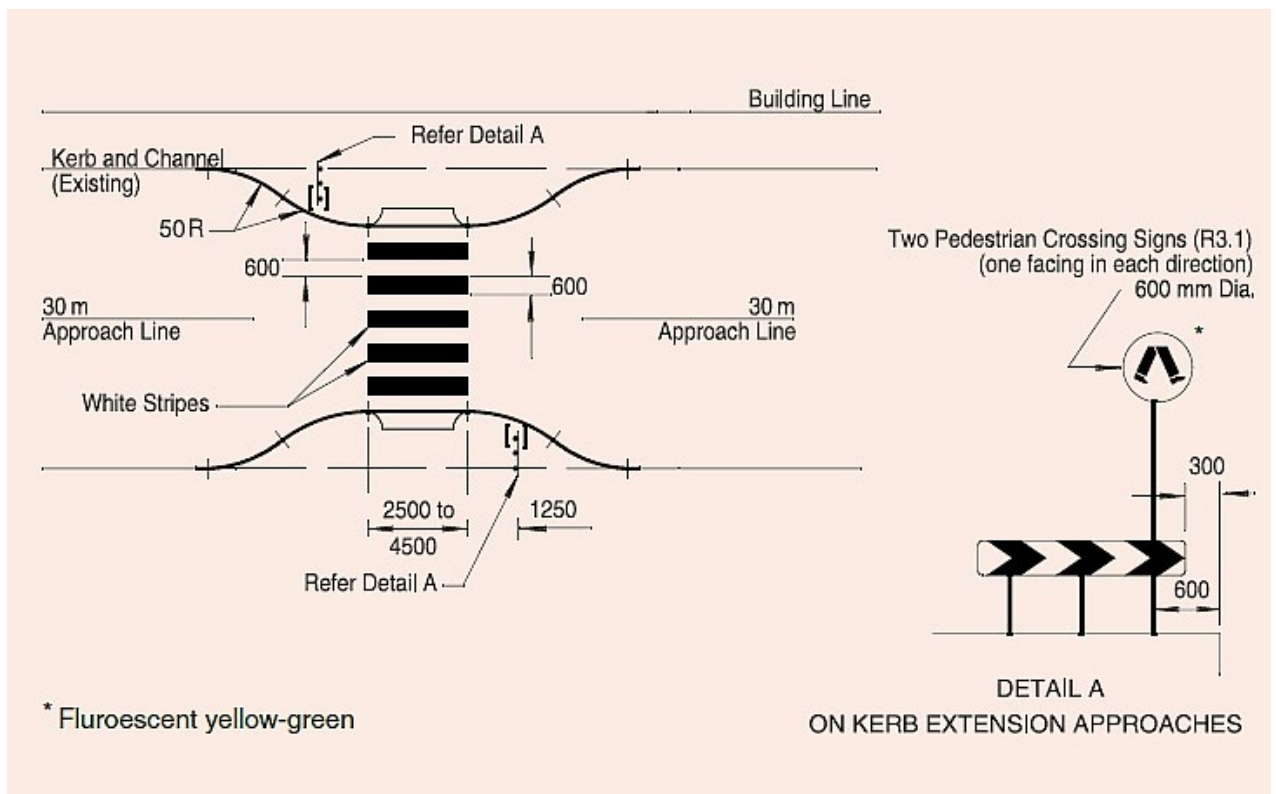 Building Line
Refer Detail A
Kerb and Channel
(Existing)
50 R
600
600
30 m
Approach Line
30 m
Approach Line
White Stripes
2500 to
4500
1250
Refer Detail A
Two Pedestrian Crossing Signs (R3.1)
(one facing in each direction)
600 mm Dia.
*
300
600
DETAIL A
ON KERB EXTENSION APPROACHES
* Fluroescent yellow-green